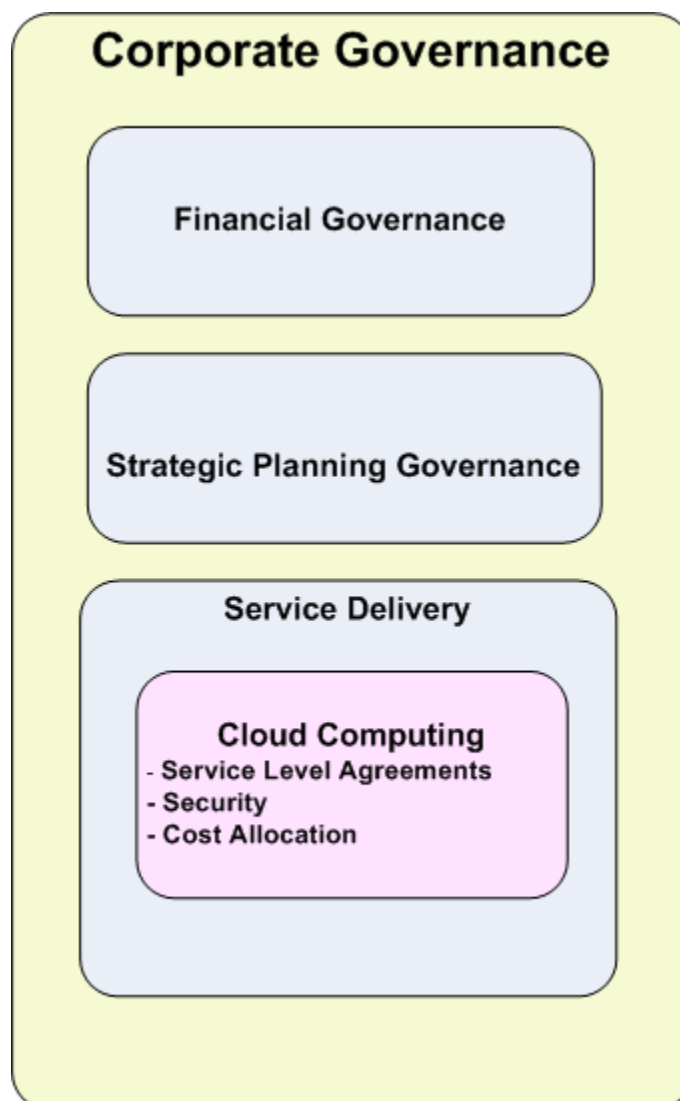 Corporate Governance
Financial Governance
Strategic Planning Governance
Service Delivery
Cloud Computing
- Service Level Agreements
- Security
- Cost Allocation